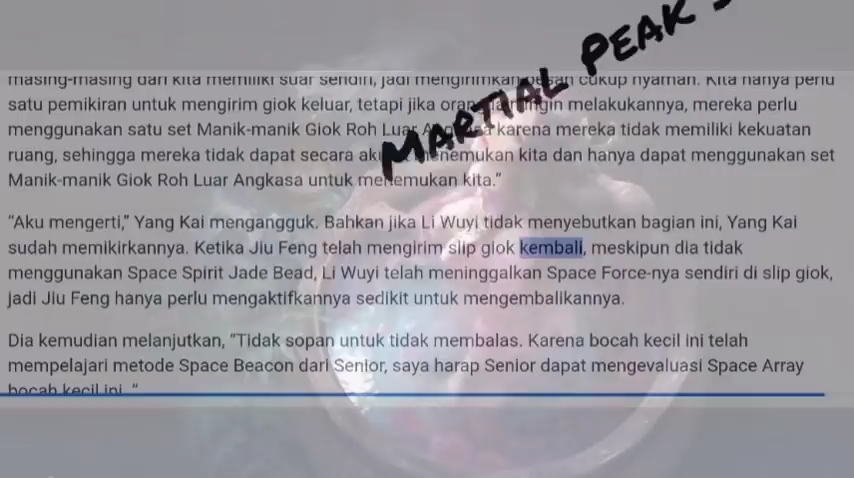 MARTIAL PEAK
masing-masing dari kita memiliki suar sendiri, jadi mengirimkan pesan cukup nyaman. Kita hanya perlu
satu pemikiran untuk mengirim giok keluar, tetapi jika orang lain ingin melakukannya, mereka perlu
menggunakan satu set Manik-manik Giok Roh Luar Angkasa karena mereka tidak memiliki kekuatan
ruang, sehingga mereka tidak dapat secara menemukan kita dan hanya dapat menggunakan set
Manik-manik Giok Roh Luar Angkasa untuk menemukan kita.”
“Aku mengerti,” Yang Kai mengangguk. Bahkan jika Li Wuyi tidak menyebutkan bagian ini, Yang Kai
sudah memikirkannya. Ketika Jiu Feng telah mengirim slip giok kembali, meskipun dia tidak
menggunakan Space Spirit Jade Bead, Li Wuyi telah meninggalkan Space Force-nya sendiri di slip giok,
jadi Jiu Feng hanya perlu mengaktifkannya sedikit untuk mengembalikannya.
Dia kemudian melanjutkan, “Tidak sopan untuk tidak membalas. Karena bocah kecil ini telah
mempelajari metode Space Beacon dari Senior, saya harap Senior dapat mengevaluasi Space Array
bocah kecil ini. ”